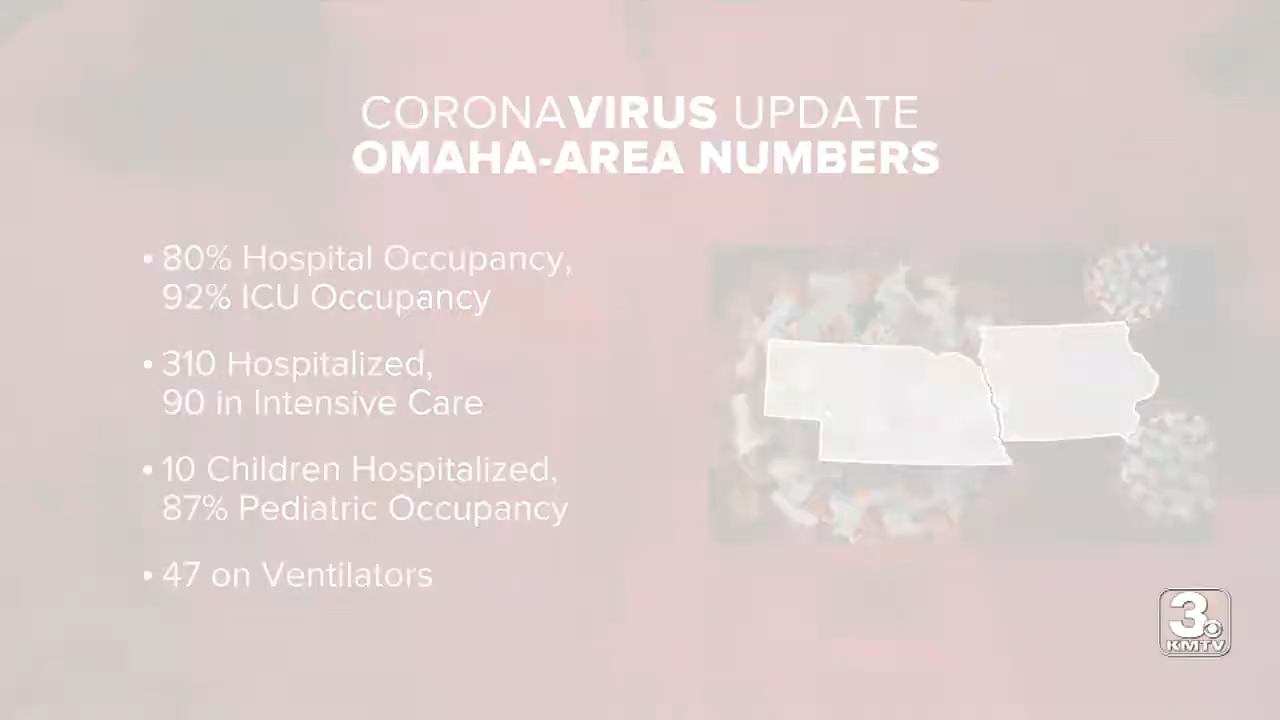 CORONAVIRUS UPDATE
OMAHA-AREA NUMBERS
• 80% Hospital Occupancy,
92% ICU Occupancy
• 310 Hospitalized,
90 in Intensive Care
• 10 Children Hospitalized,
87% Pediatric Occupancy
• 47 on Ventilators
3
KMTV